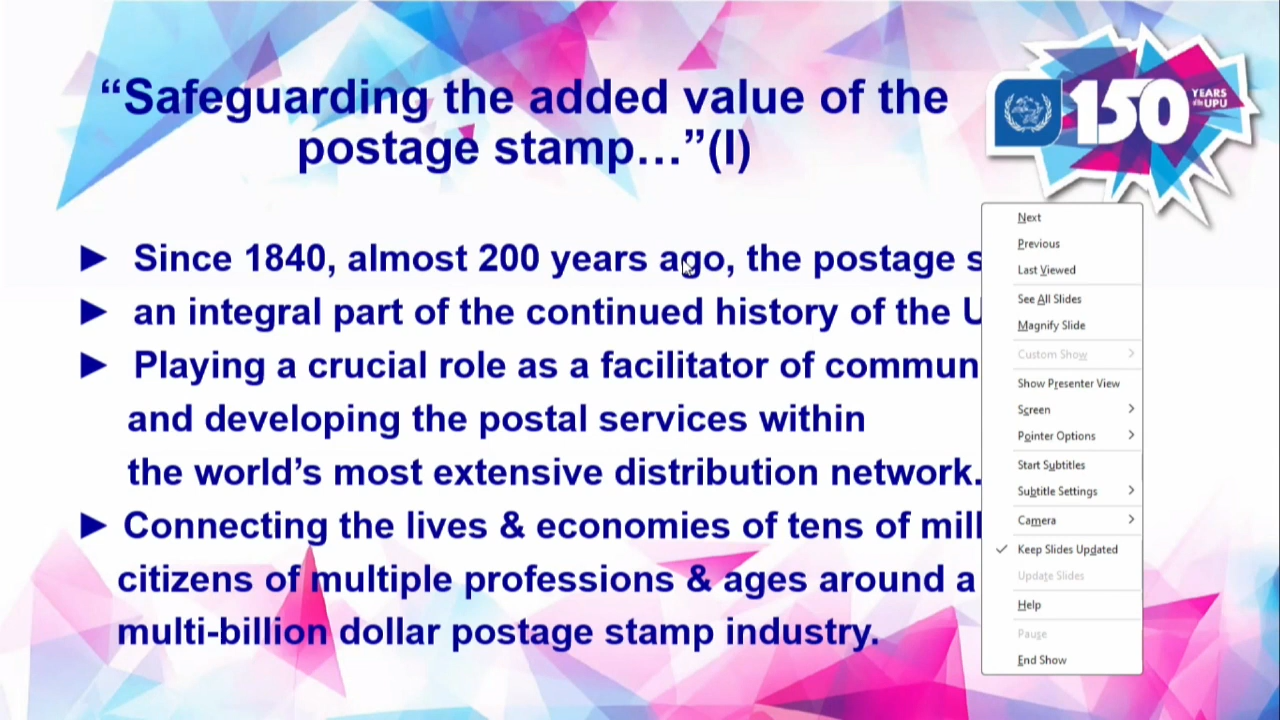 “Safeguarding the added value of the
postage stamp…”(I)
150
YEARS
of the UPU
► Since 1840, almost 200 years ago, the postage s
► an integral part of the continued history of the U
► Playing a crucial role as a facilitator of commun
and developing the postal services within
the world’s most extensive distribution network.
► Connecting the lives & economies of tens of mill
citizens of multiple professions & ages around a
multi-billion dollar postage stamp industry.
Next
Previous
Last Viewed
See All Slides
Magnify Slide
Custom Show
Show Presenter View
Screen
Pointer Options
Start Subtitles
Subtitle Settings
Camera
Keep Slides Updated
Update Slides
Help
Pause
End Show